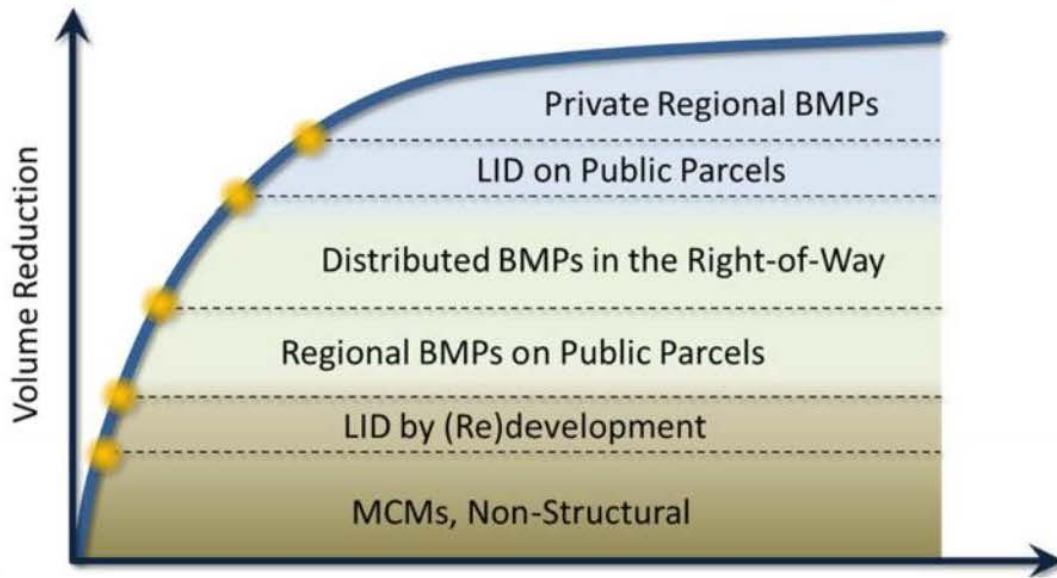 Volume Reduction
Private Regional BMPs
LID on Public Parcels
Distributed BMPs in the Right-of-Way
Regional BMPs on Public Parcels
LID by (Re)development
MCMs, Non-Structural